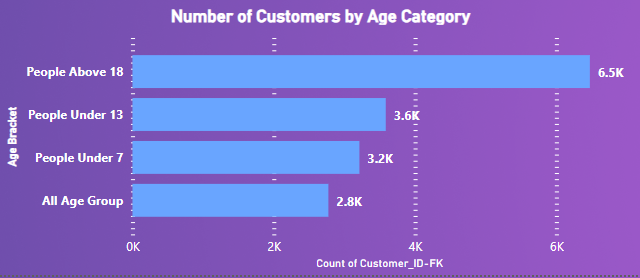 Number of Customers by Age Category
Age Bracket
People Above 18
6.5K
People Under 13
3.6K
People Under 7
3.2K
All Age Group
2.8K
0K 2K 4K 6K
Count of Customer_ID-FK